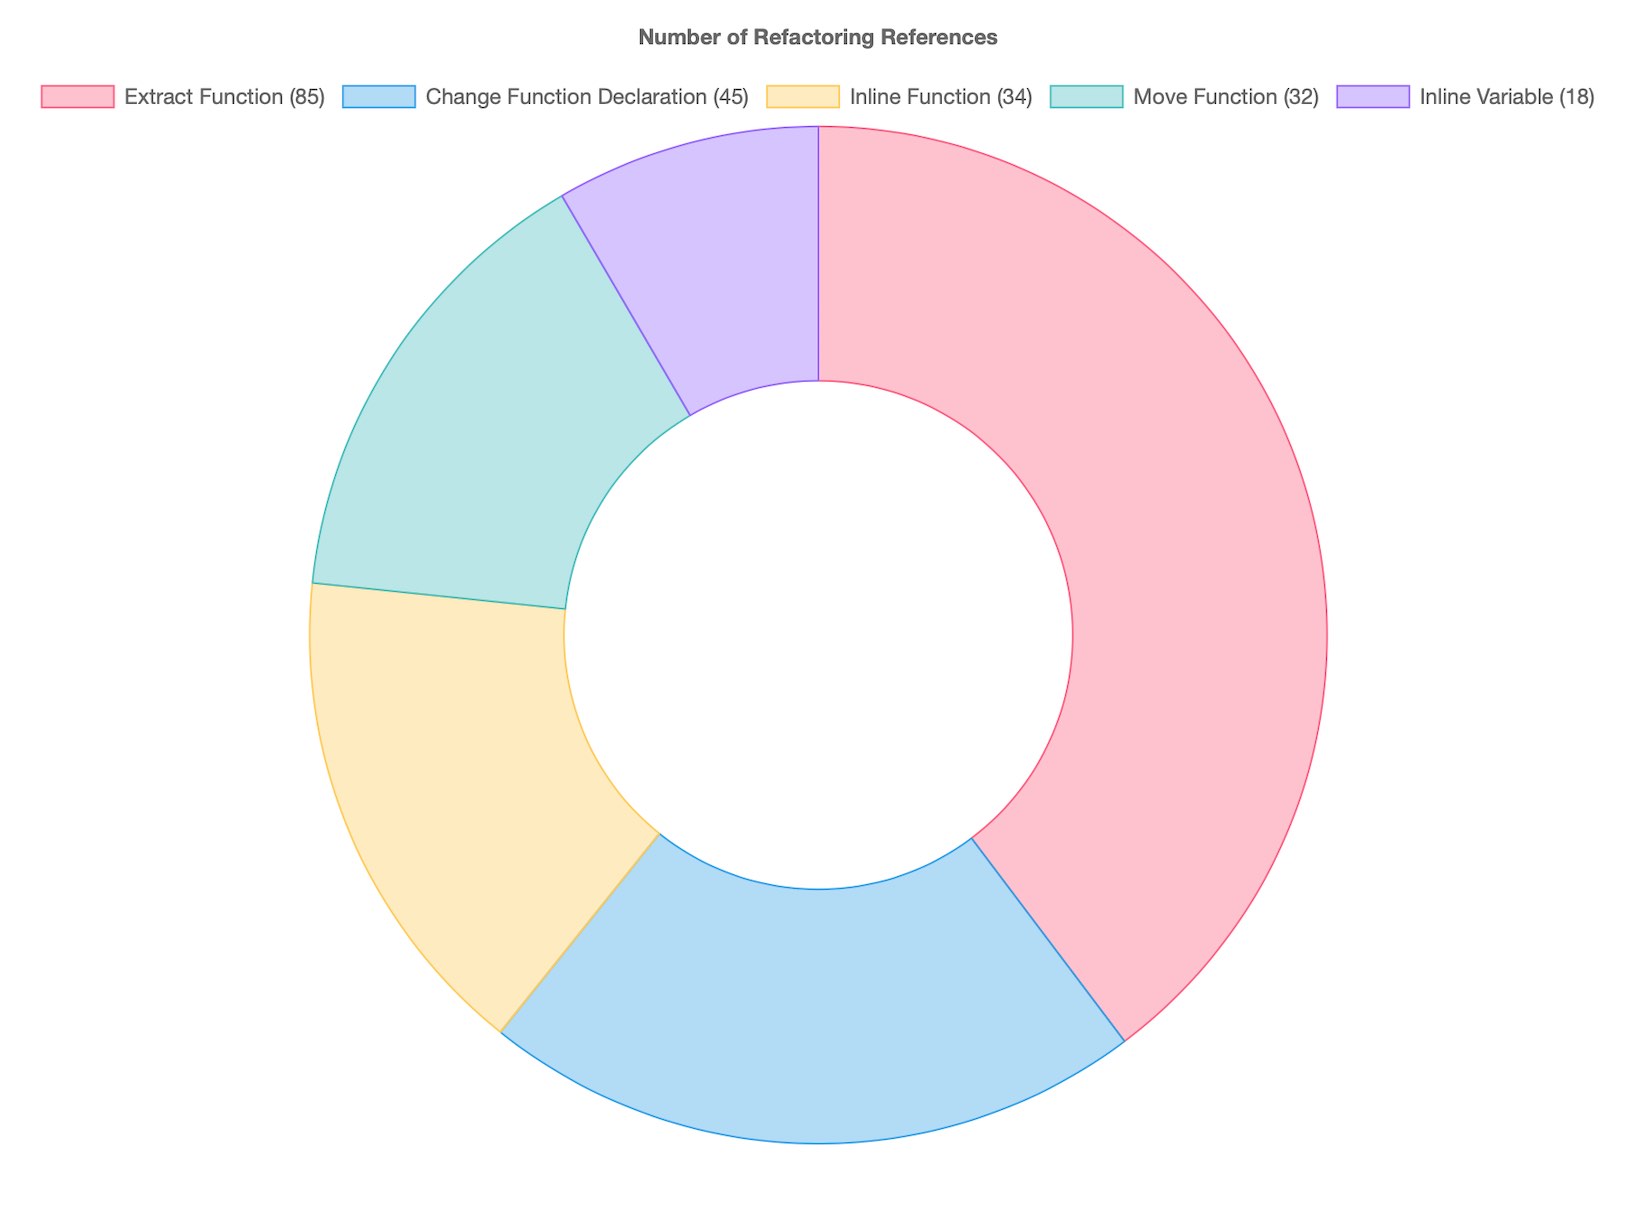 Number of Refactoring References
Extract Function (85) Change Function Declaration (45) Inline Function (34) Move Function (32) Inline Variable (18)